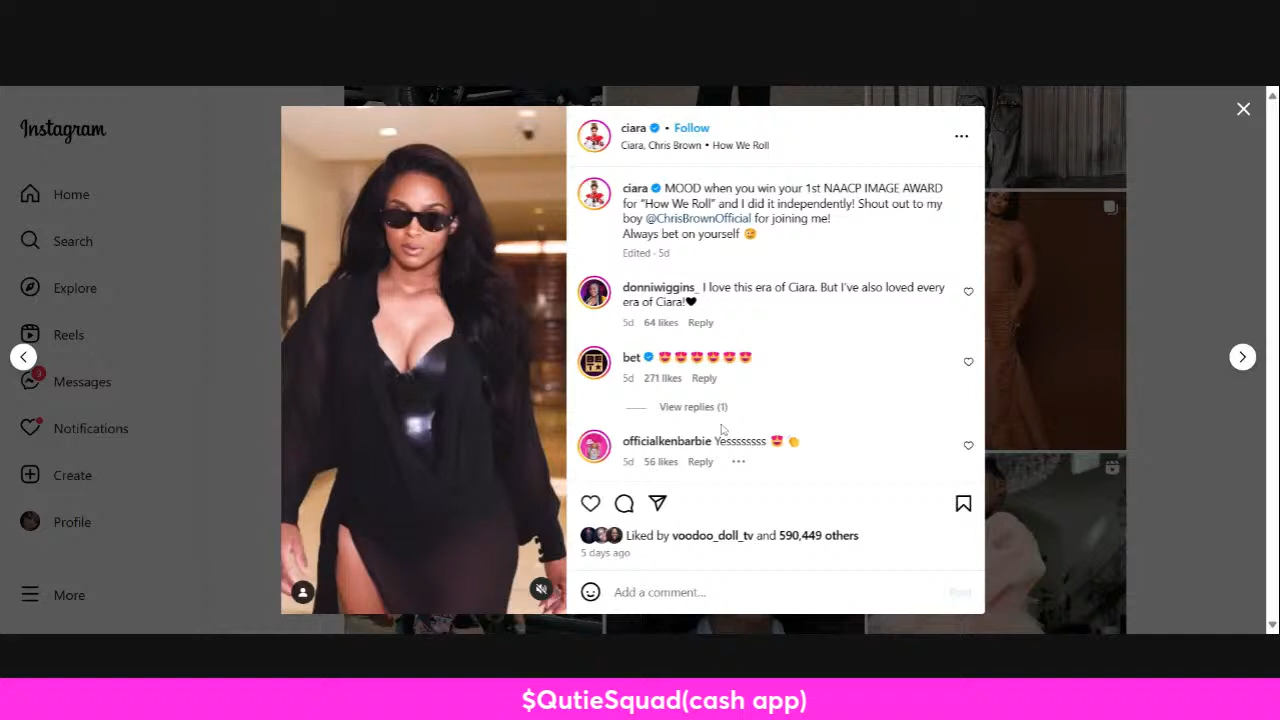 Instagram
Home
Search
Explore
Reels
9
Messages
Notifications
Create
Profile
More
ciara • Follow
Ciara, Chris Brown • How We Roll
ciara MOOD when you win your 1st NAACP IMAGE AWARD
for "How We Roll" and I did it independently! Shout out to my
boy @ChrisBrownOfficial for joining me!
Always bet on yourself 😉
Edited · 5d
donniwiggins_ I love this era of Ciara. But I've also loved every
era of Ciara!🖤
5d 64 likes Reply
BET★
bet 😍😍😍😍😍😍
5d 271 likes Reply
View replies (1)
officialkenbarbie Yesssssssss 😍 👏
5d 56 likes Reply •••
Liked by voodoo_doll_tv and 590,449 others
5 days ago
Add a comment...
Post
$QutieSquad(cash app)